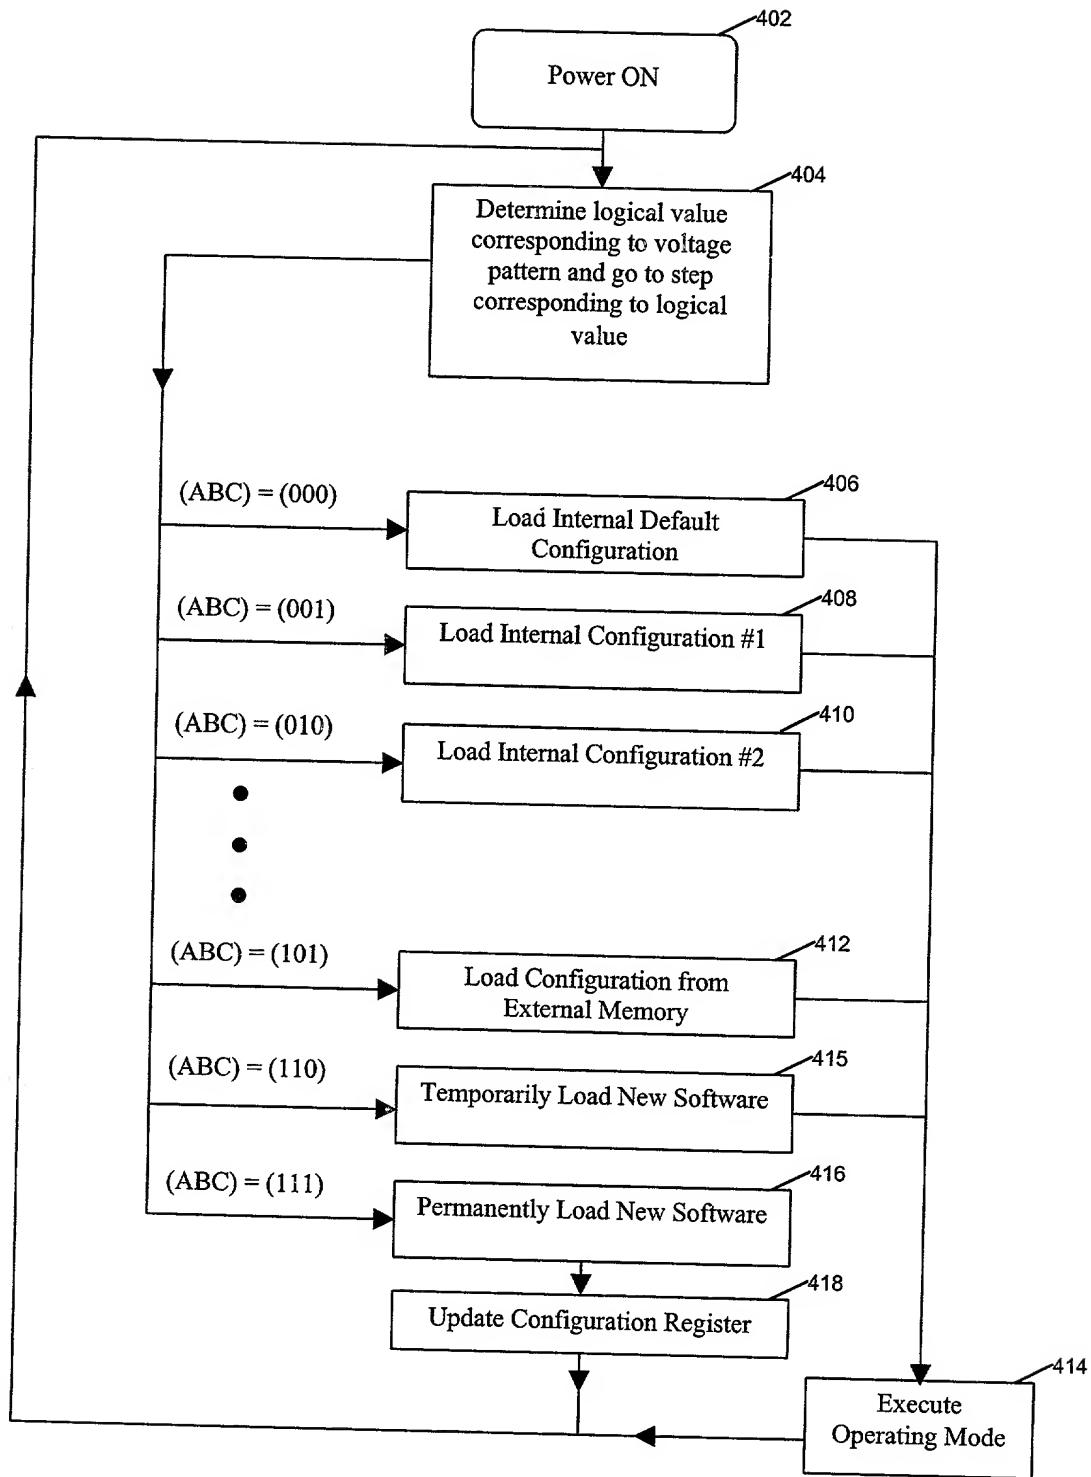 402
Power ON
404
Determine logical value
corresponding to voltage
pattern and go to step
corresponding to logical
value
(ABC) = (000)
406
Load Internal Default
Configuration
(ABC) = (001)
408
Load Internal Configuration #1
(ABC) = (010)
410
Load Internal Configuration #2
(ABC) = (101)
412
Load Configuration from
External Memory
(ABC) = (110)
415
Temporarily Load New Software
(ABC) = (111)
416
Permanently Load New Software
418
Update Configuration Register
414
Execute
Operating Mode